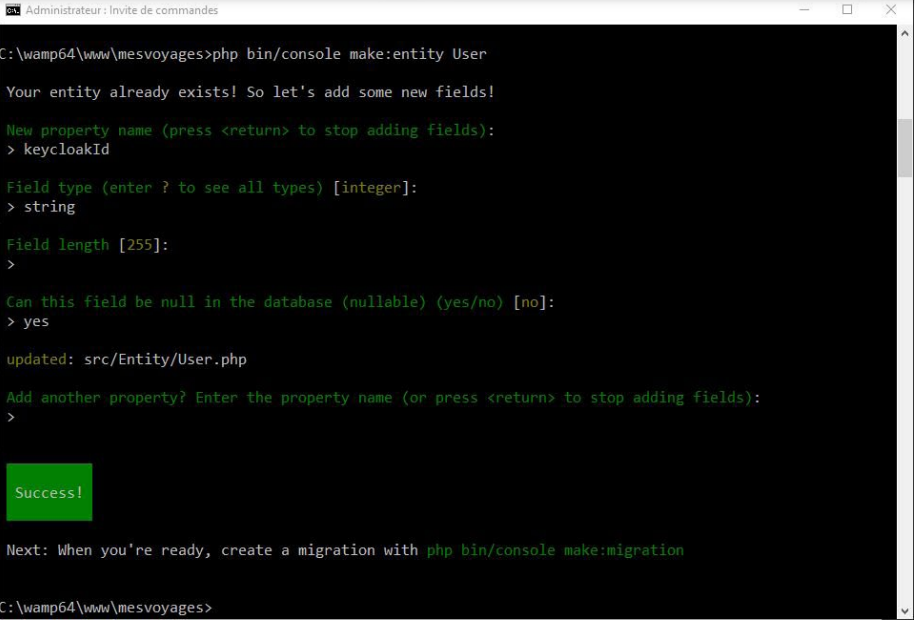 Administrateur : Invite de commandes
C:\wamp64\www\mesvoyages>php bin/console make:entity User
Your entity already exists! So let's add some new fields!
New property name (press <return> to stop adding fields):
> keycloakId
Field type (enter ? to see all types) [integer]:
> string
Field length [255]:
>
Can this field be null in the database (nullable) (yes/no) [no]:
> yes
updated: src/Entity/User.php
Add another property? Enter the property name (or press <return> to stop adding fields):
>
Success!
Next: When you're ready, create a migration with php bin/console make:migration
C:\wamp64\www\mesvoyages>